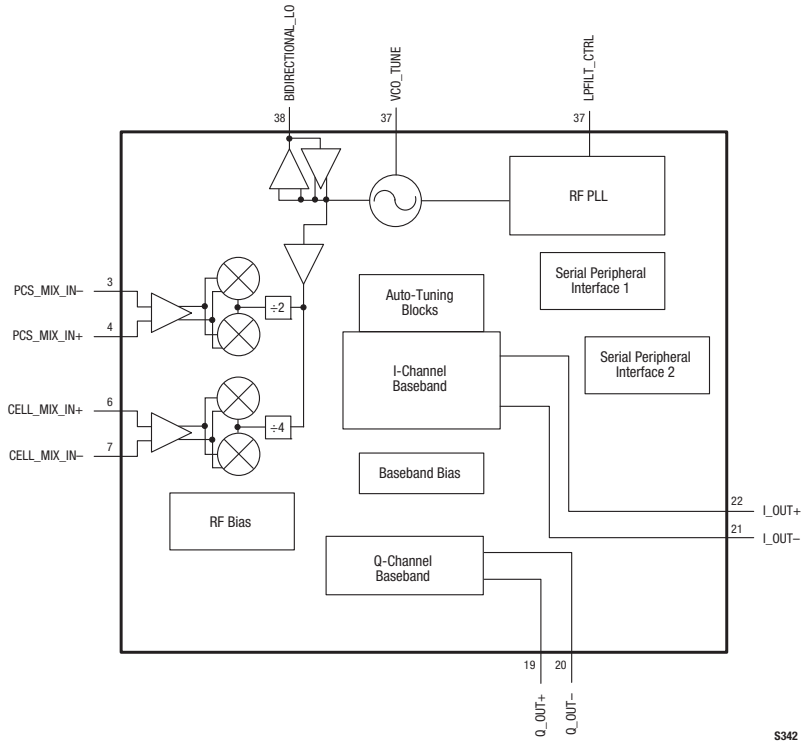 BIDIRECTIONAL_LO
VCO_TUNE
LPFILT_CTRL
38
37
37
RF PLL
Serial Peripheral
Interface 1
PCS_MIX_IN–
3
÷2
Auto-Tuning
Blocks
PCS_MIX_IN+
4
I-Channel
Baseband
Serial Peripheral
Interface 2
CELL_MIX_IN+
6
÷4
CELL_MIX_IN–
7
Baseband Bias
RF Bias
22
I_OUT+
21
I_OUT–
Q-Channel
Baseband
19
20
Q_OUT+
Q_OUT–
S342